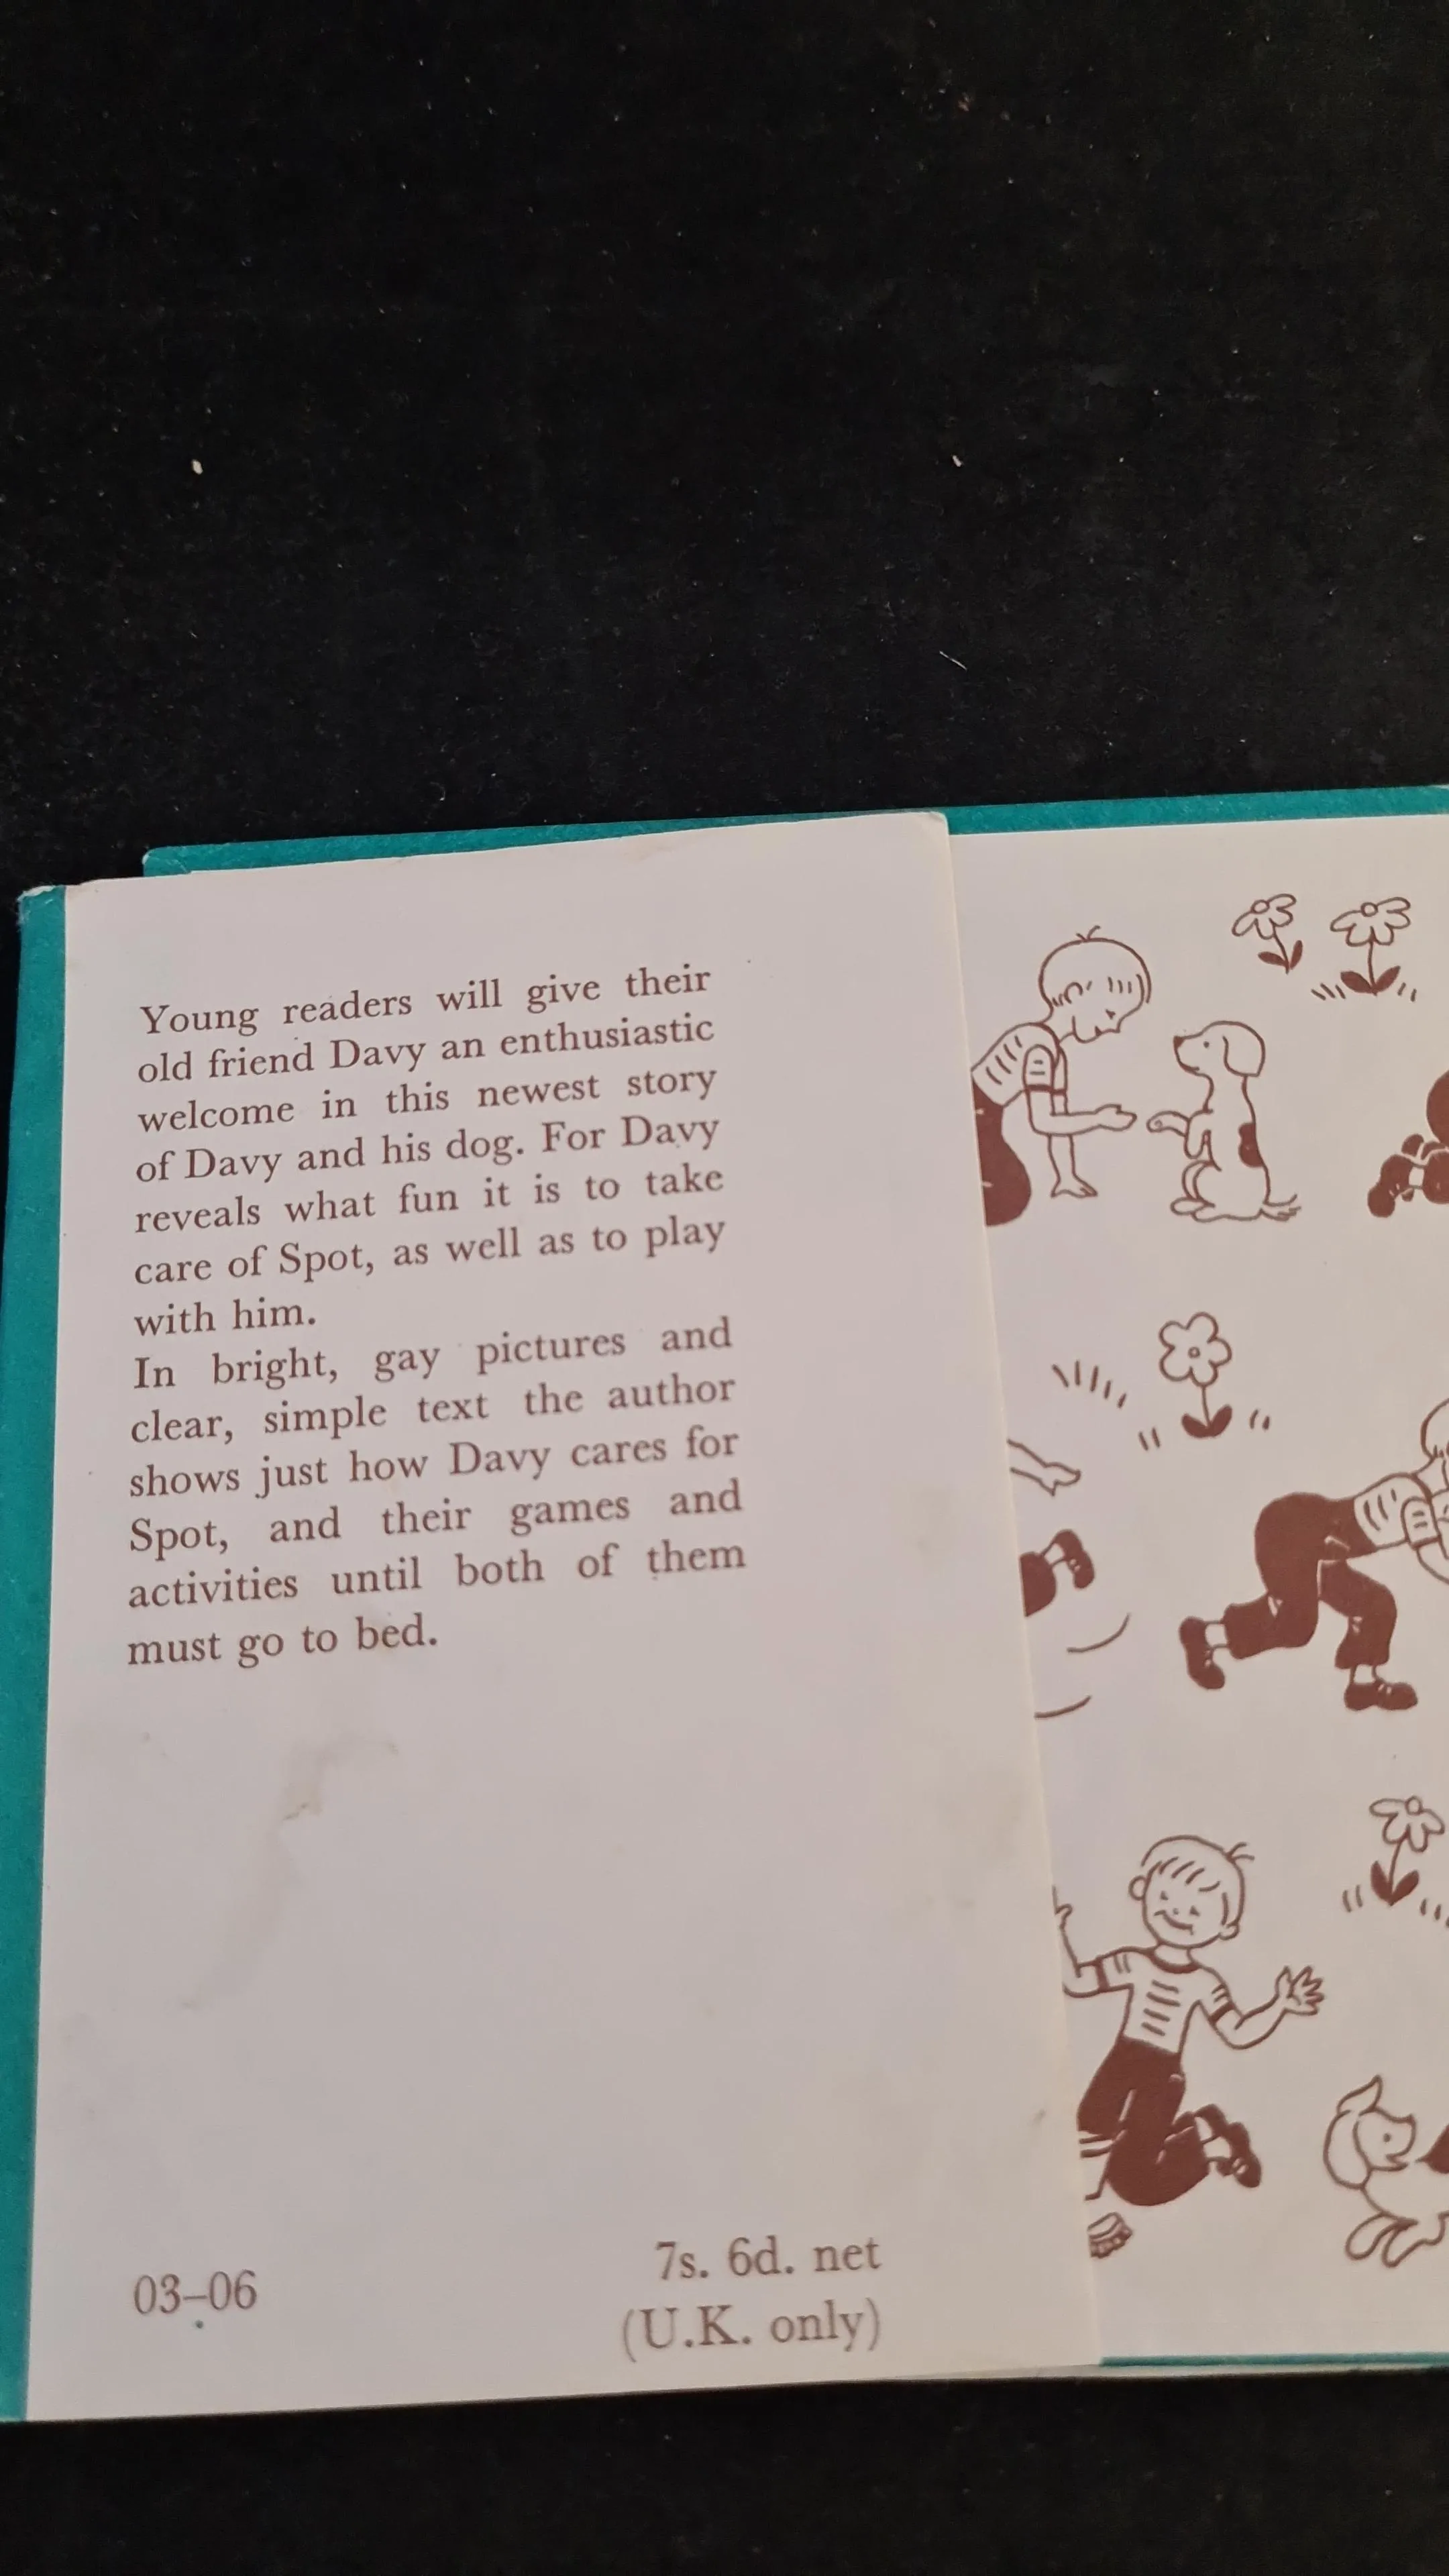 Young readers will give their
old friend Davy an enthusiastic
welcome in this newest story
of Davy and his dog. For Davy
reveals what fun it is to take
care of Spot, as well as to play
with him.
In bright, gay pictures and
clear, simple text the author
shows just how Davy cares for
Spot, and their games and
activities until both of them
must go to bed.
03–06
7s. 6d. net
(U.K. only)